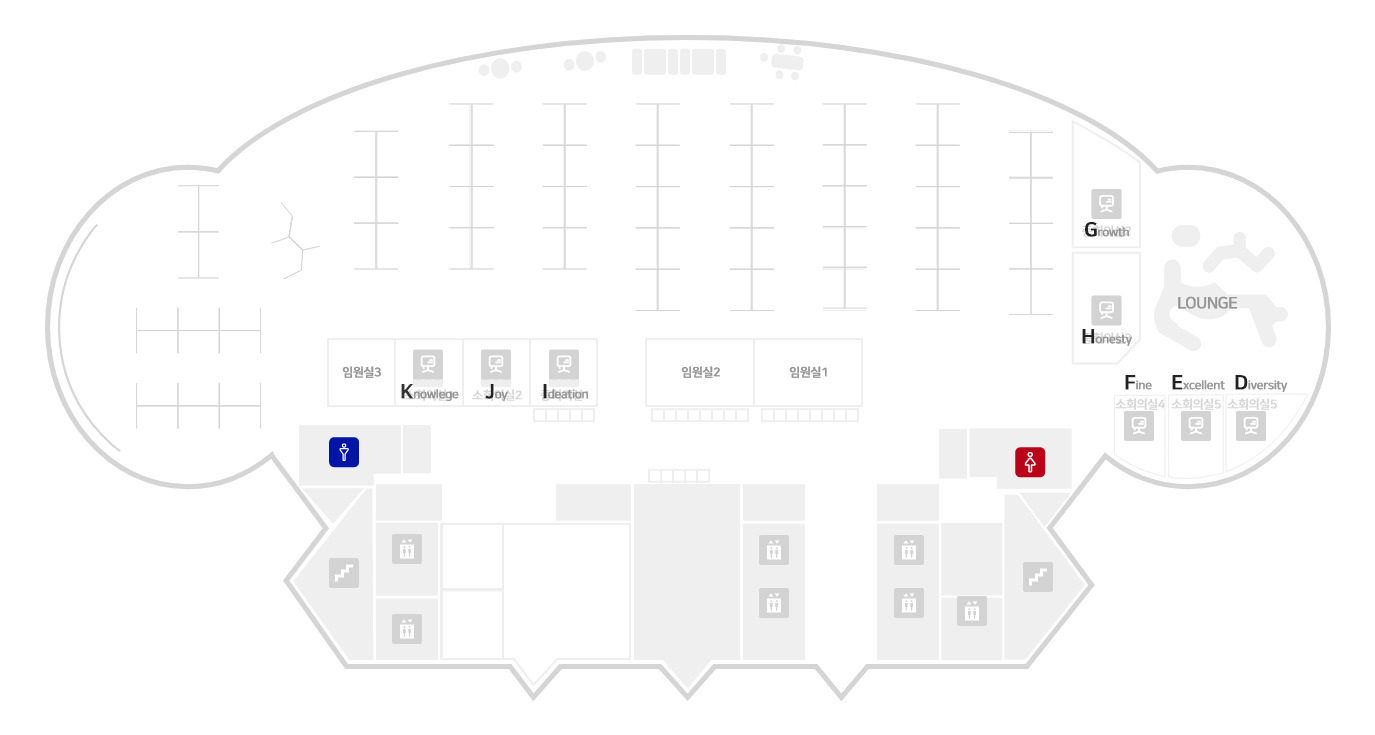 Growth
LOUNGE
Honesty
임원실3
임원실2
임원실1
Knowlege
Joy
Ideation
Fine
Excellent
Diversity
소회의실4
소회의실5
소회의실5